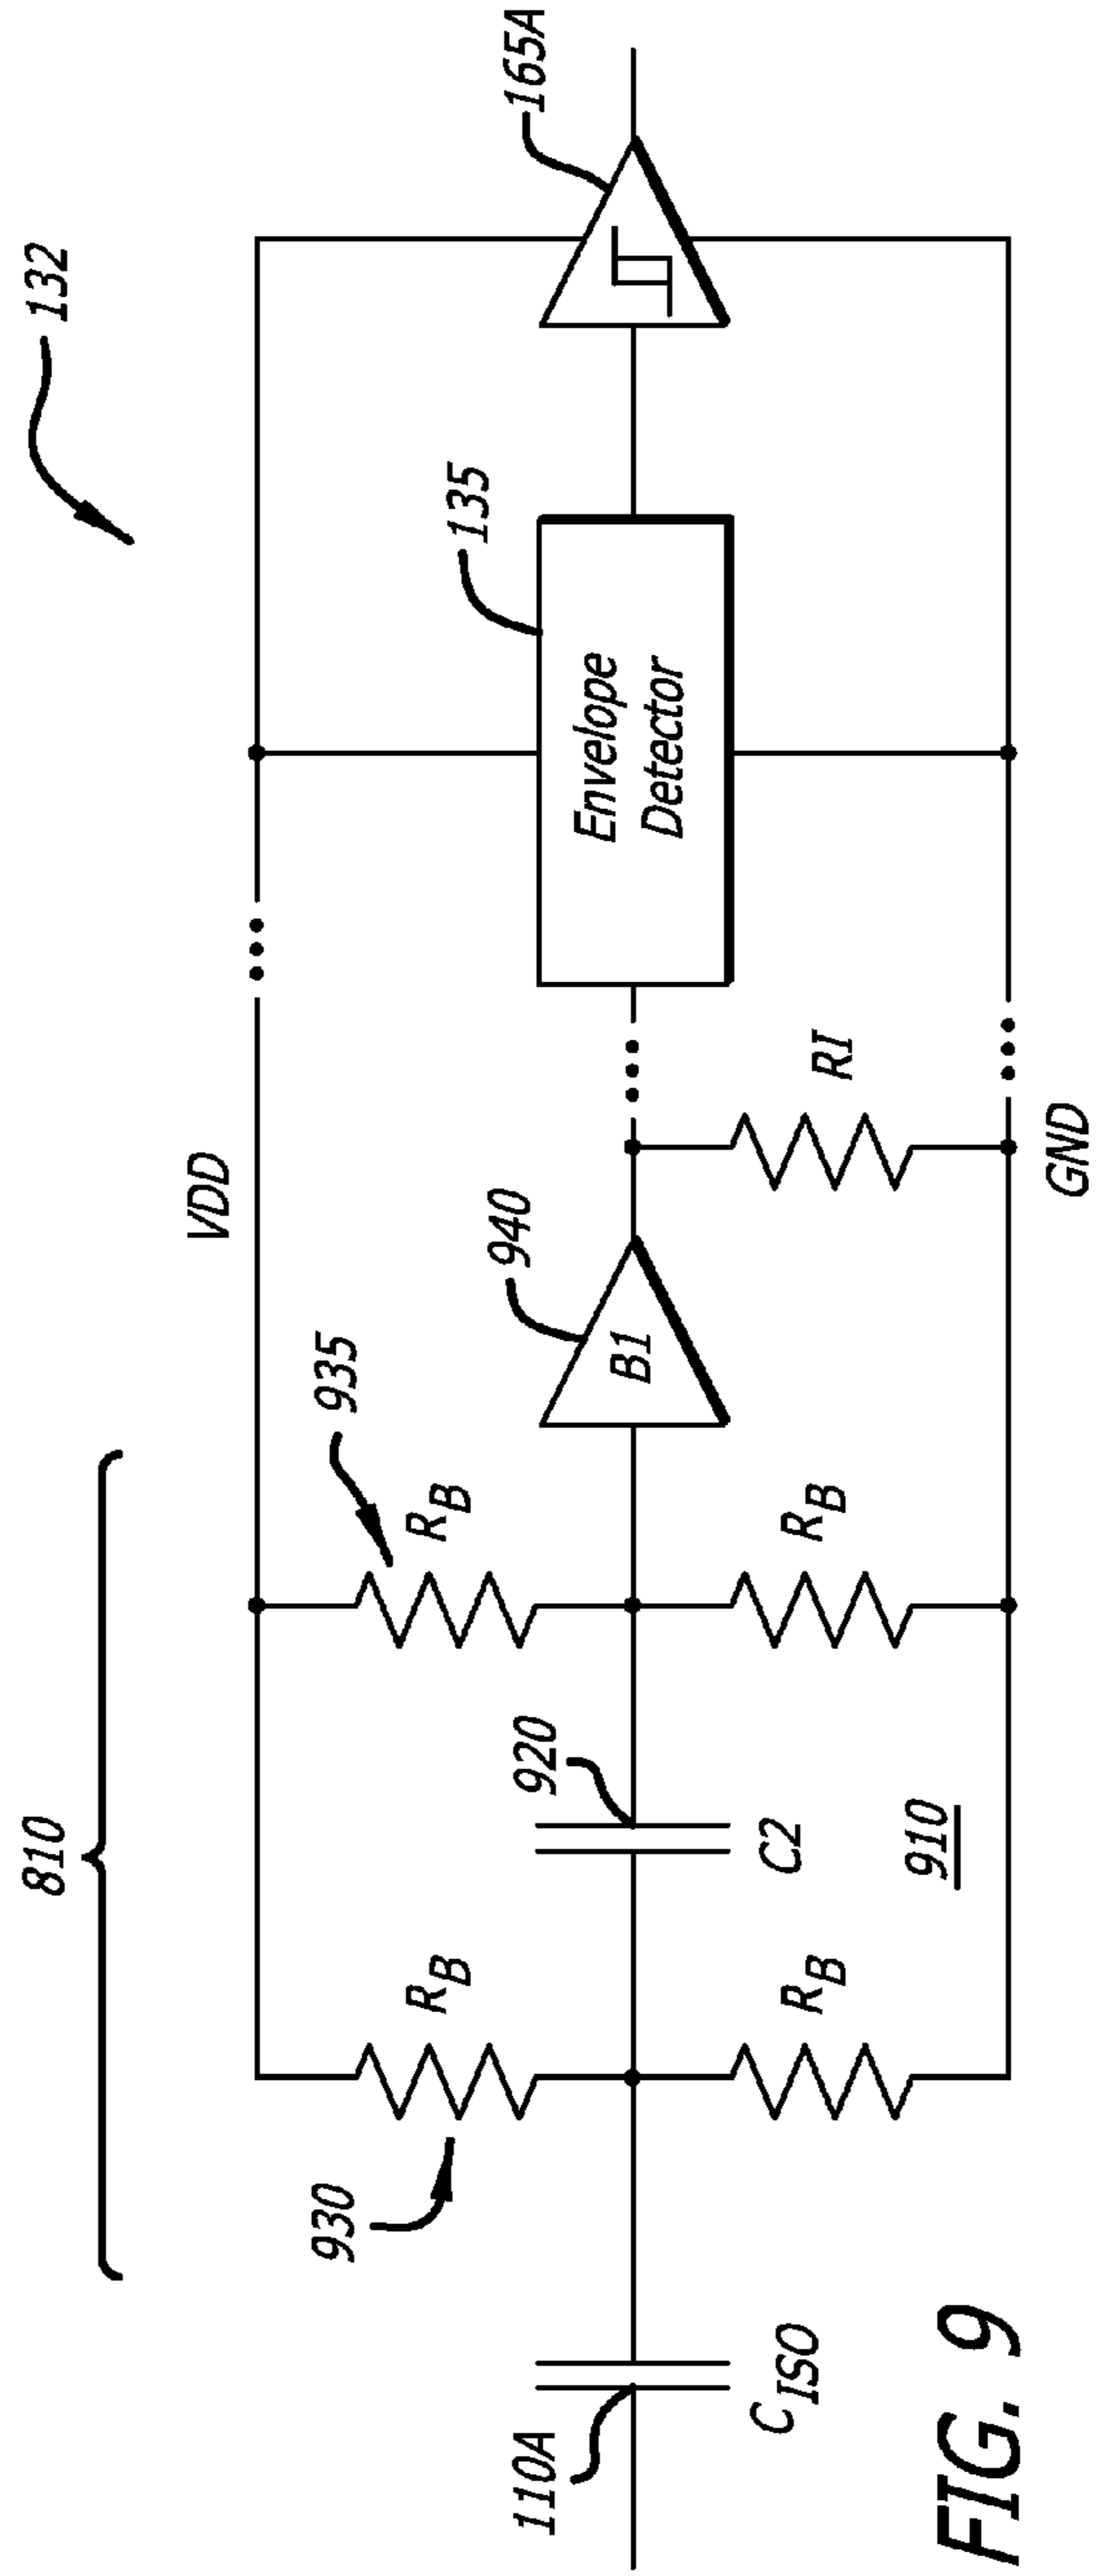 132
810
VDD
935
930
R_B
R_B
940
135
165A
110A
920
B1
Envelope
Detector
C_ISO
C2
R_B
R_B
RI
910
GND
FIG. 9